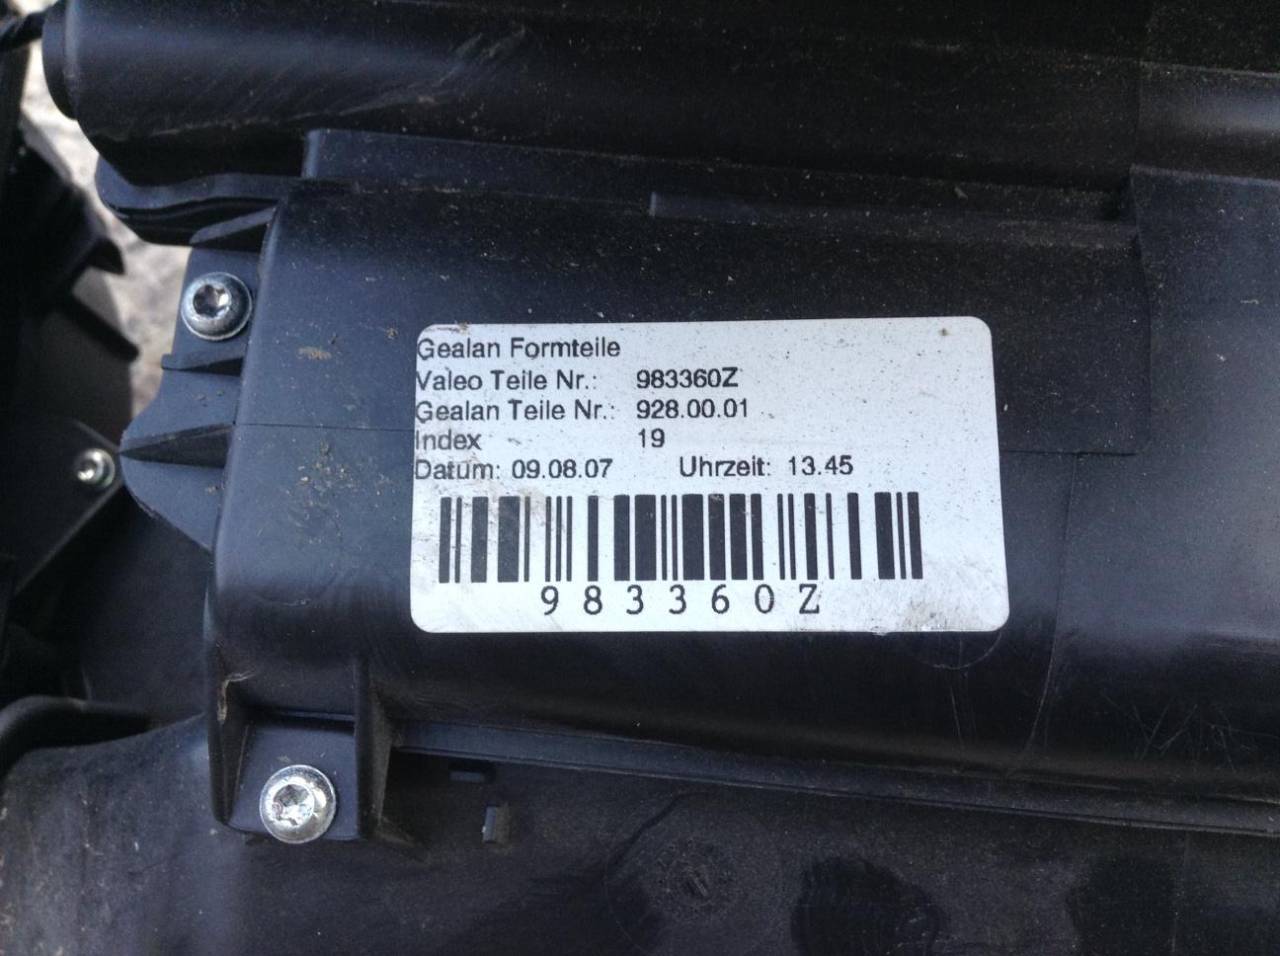 Gealan Formteile
Valeo Teile Nr.: 983360Z
Gealan Teile Nr.: 928.00.01
Index 19
Datum: 09.08.07 Uhrzeit: 13.45
983360Z